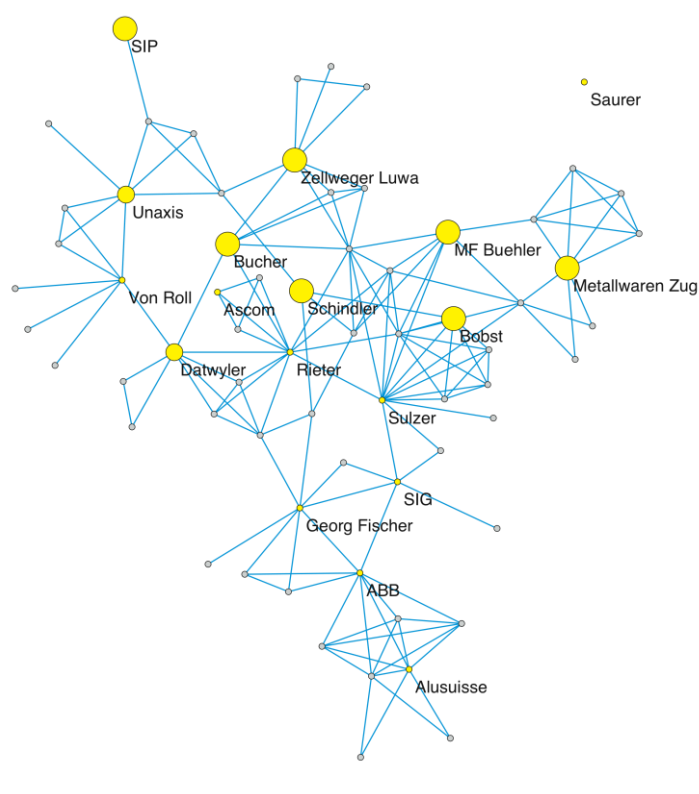 SIP
Saurer
Zellweger Luwa
Unaxis
MF Buehler
Bucher
Metallwaren Zug
Von Roll
Ascom
Schindler
Bobst
Datwyler
Rieter
Sulzer
SIG
Georg Fischer
ABB
Alusuisse